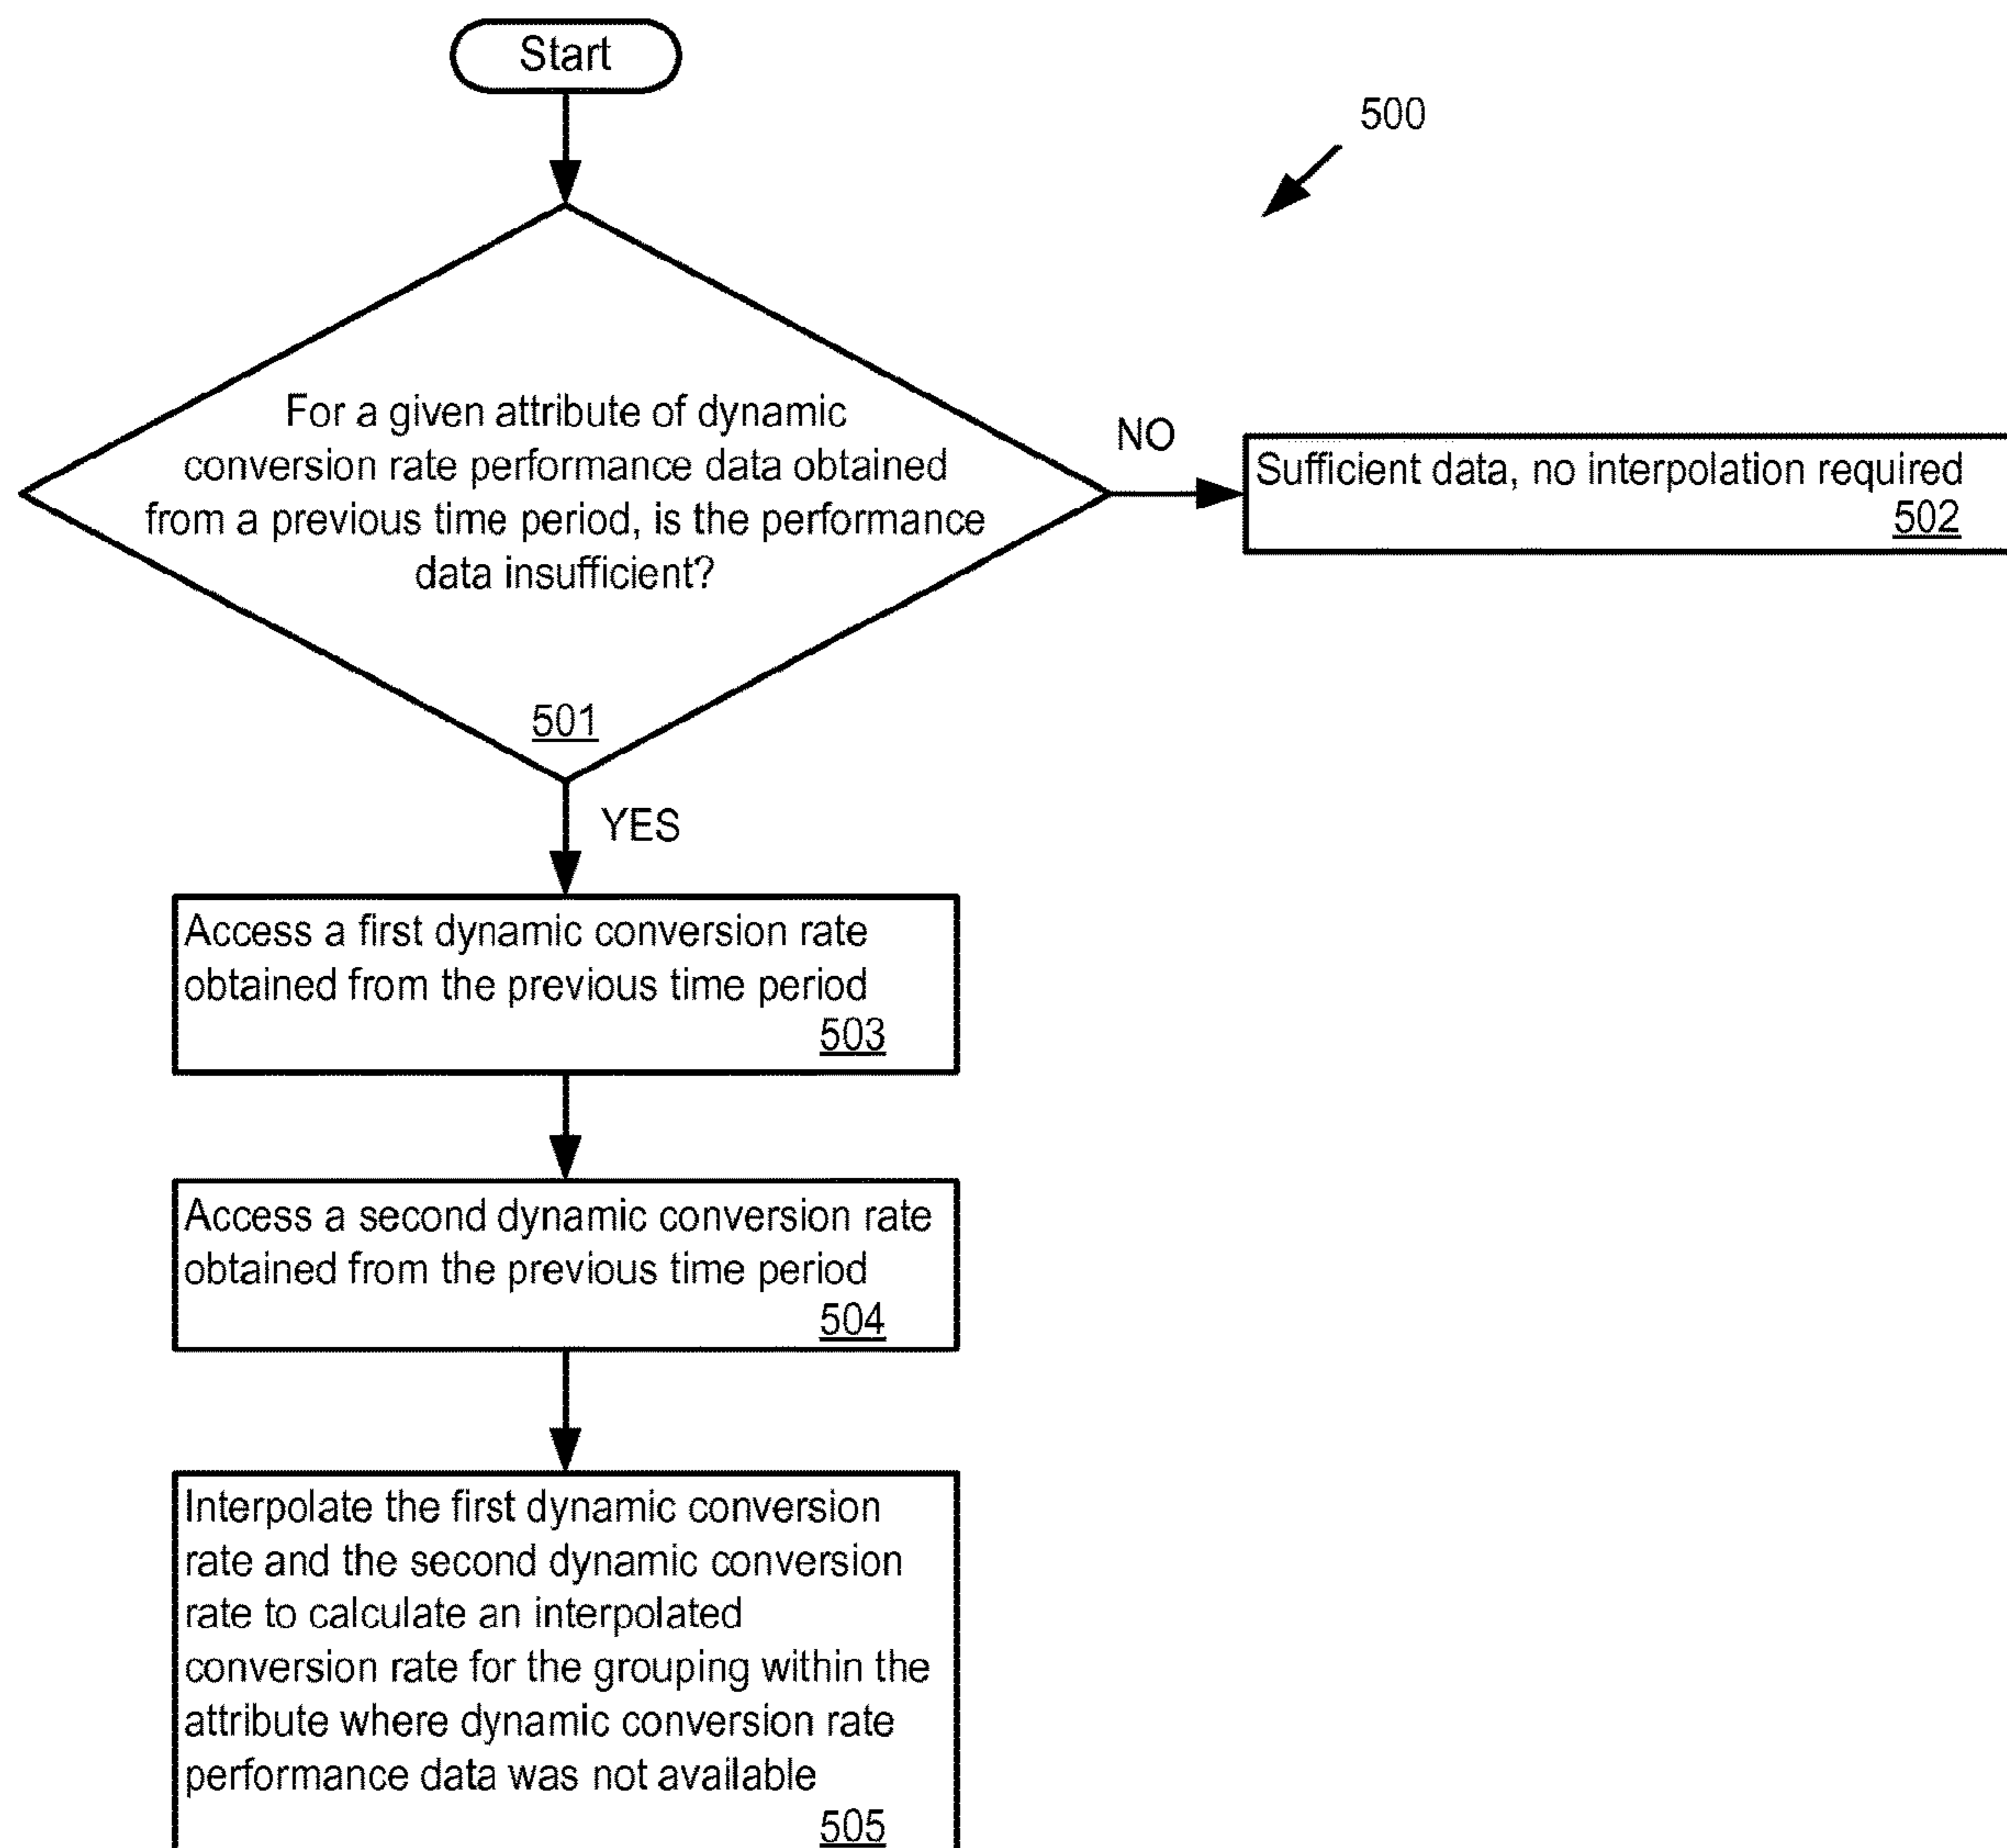 Start
500
For a given attribute of dynamic
conversion rate performance data obtained
from a previous time period, is the performance
data insufficient?
501
NO
Sufficient data, no interpolation required
502
YES
Access a first dynamic conversion rate
obtained from the previous time period
503
Access a second dynamic conversion rate
obtained from the previous time period
504
Interpolate the first dynamic conversion
rate and the second dynamic conversion
rate to calculate an interpolated
conversion rate for the grouping within the
attribute where dynamic conversion rate
performance data was not available
505